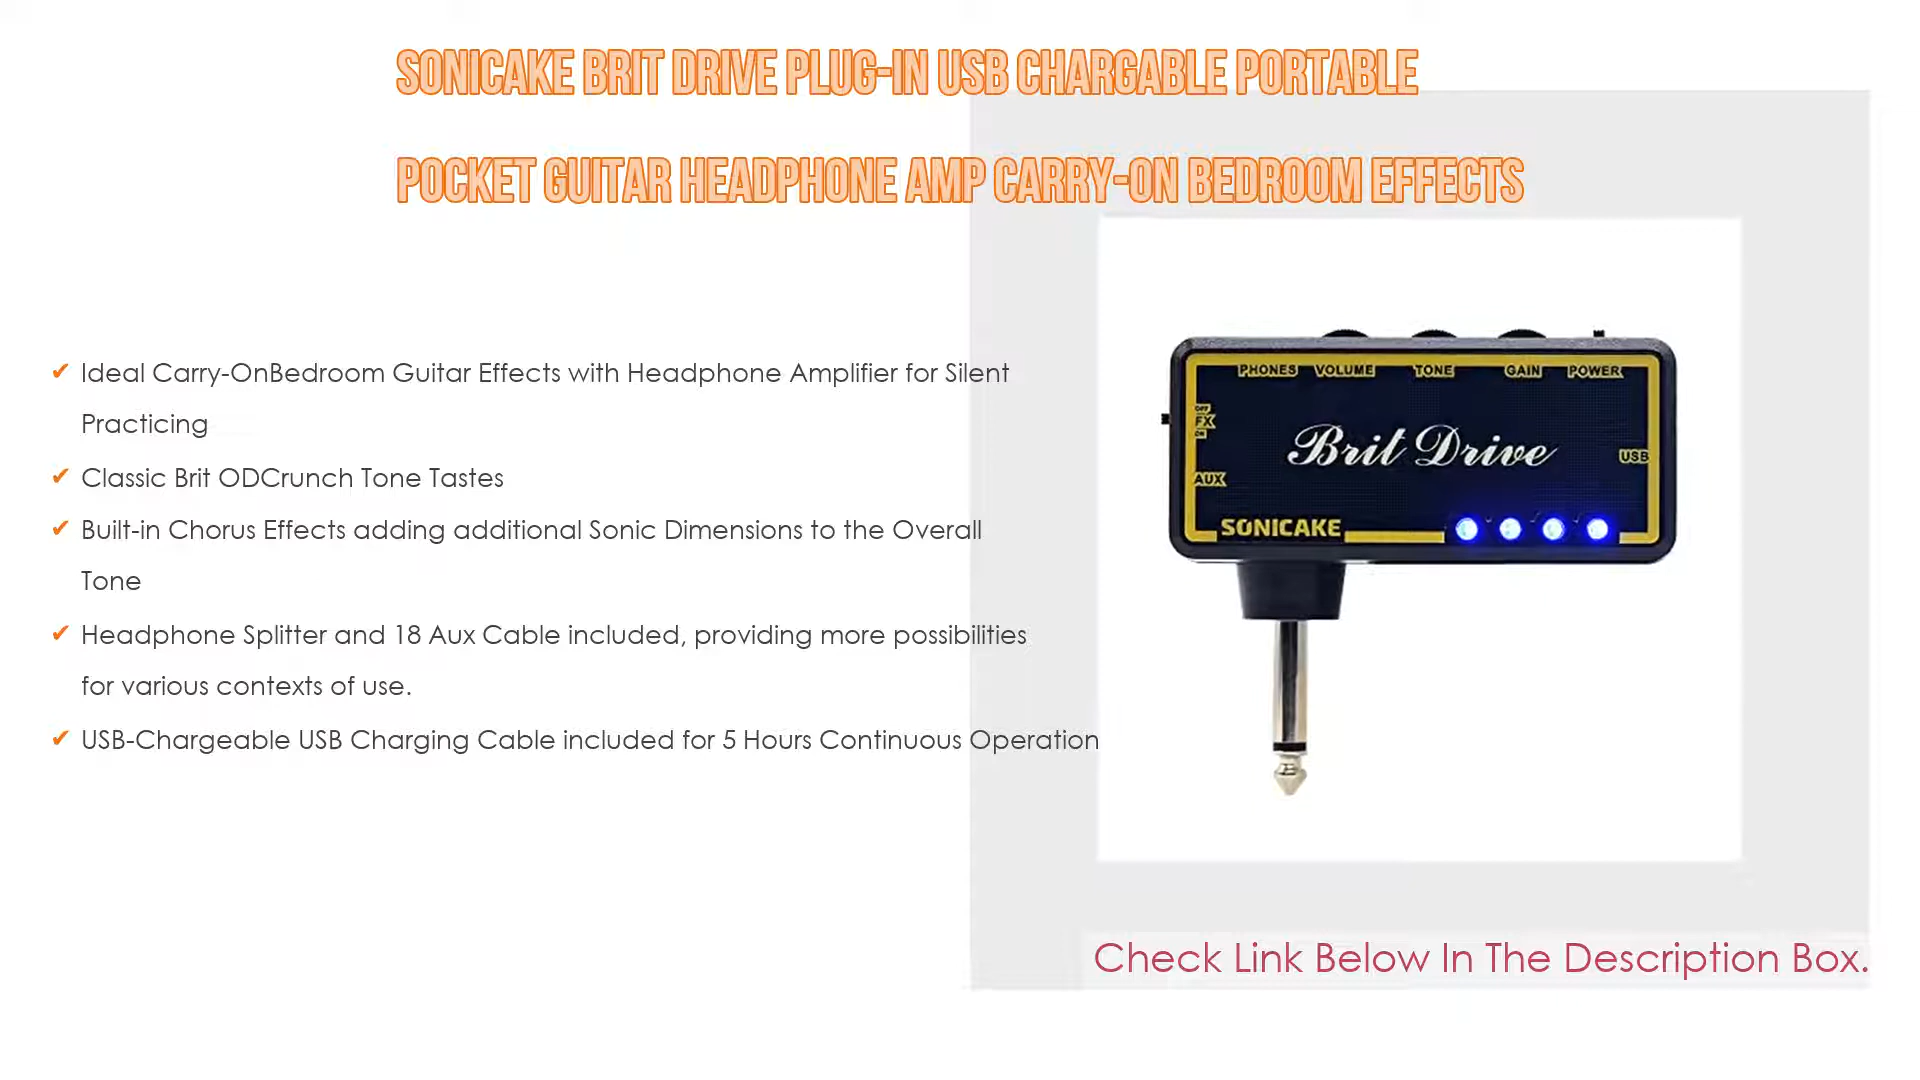 SONICAKE BRIT DRIVE PLUG-IN USB CHARGABLE PORTABLE
POCKET GUITAR HEADPHONE AMP CARRY-ON BEDROOM EFFECTS
✔ Ideal Carry-OnBedroom Guitar Effects with Headphone Amplifier for Silent
Practicing
✔ Classic Brit ODCrunch Tone Tastes
✔ Built-in Chorus Effects adding additional Sonic Dimensions to the Overall
Tone
✔ Headphone Splitter and 18 Aux Cable included, providing more possibilities
for various contexts of use.
✔ USB-Chargeable USB Charging Cable included for 5 Hours Continuous Operation
PHONES VOLUME TONE GAIN POWER
OFF
FX
ON
Brit Drive
USB
AUX
SONICAKE
Check Link Below In The Description Box.